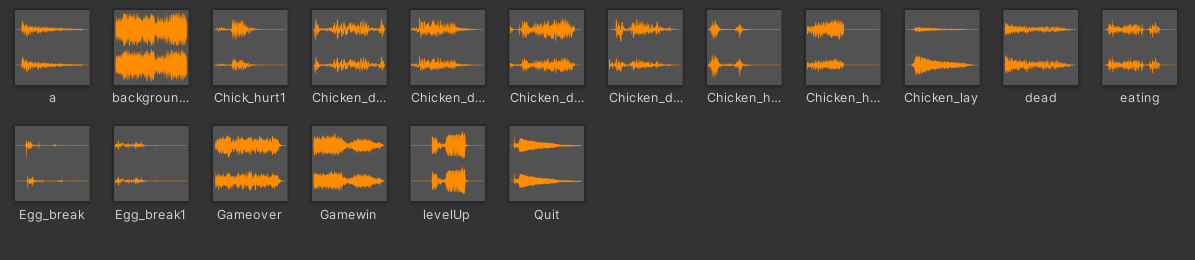 a backgroun... Chick_hurt1 Chicken_d... Chicken_d... Chicken_d... Chicken_d... Chicken_h... Chicken_h... Chicken_lay dead eating
Egg_break Egg_break1 Gameover Gamewin levelUp Quit